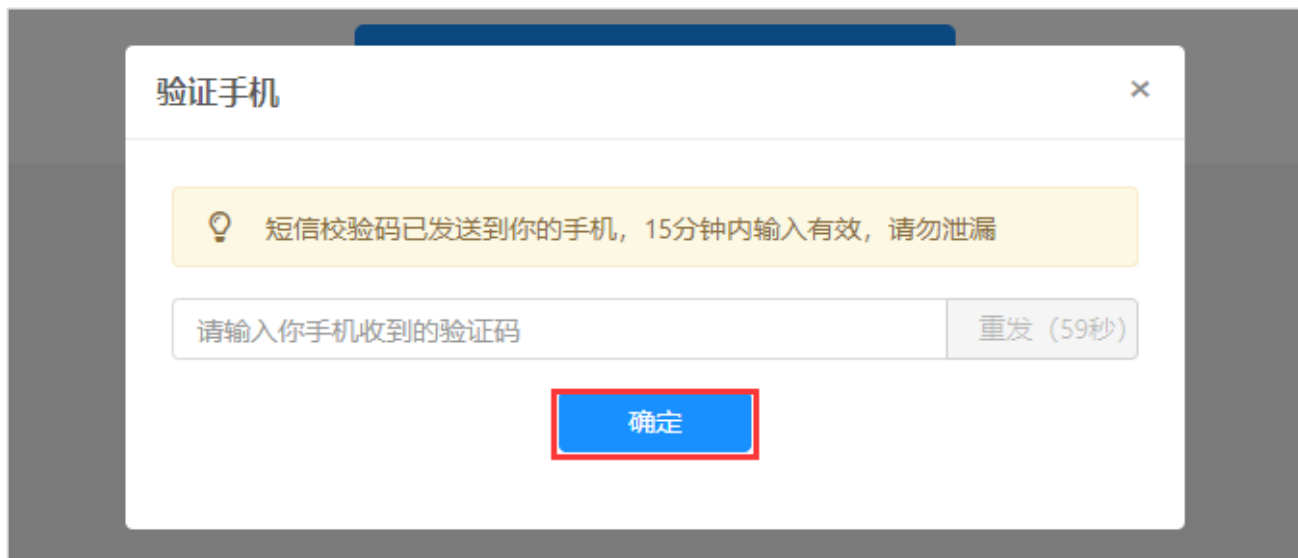 验证手机
短信校验码已发送到你的手机，15分钟内输入有效，请勿泄漏
请输入你手机收到的验证码
重发（59秒）
确定